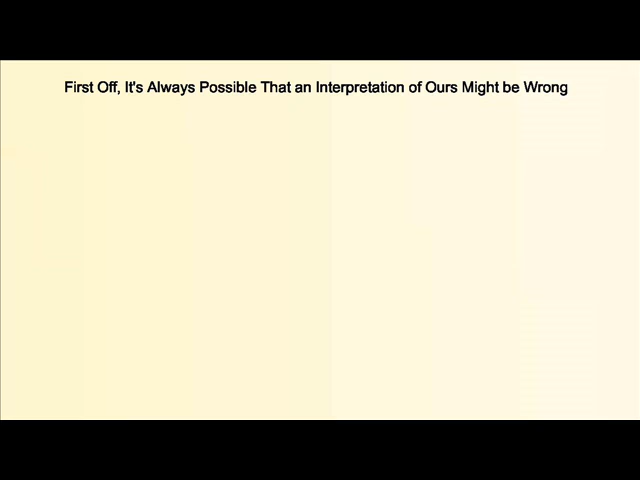 First Off, It's Always Possible That an Interpretation of Ours Might be Wrong